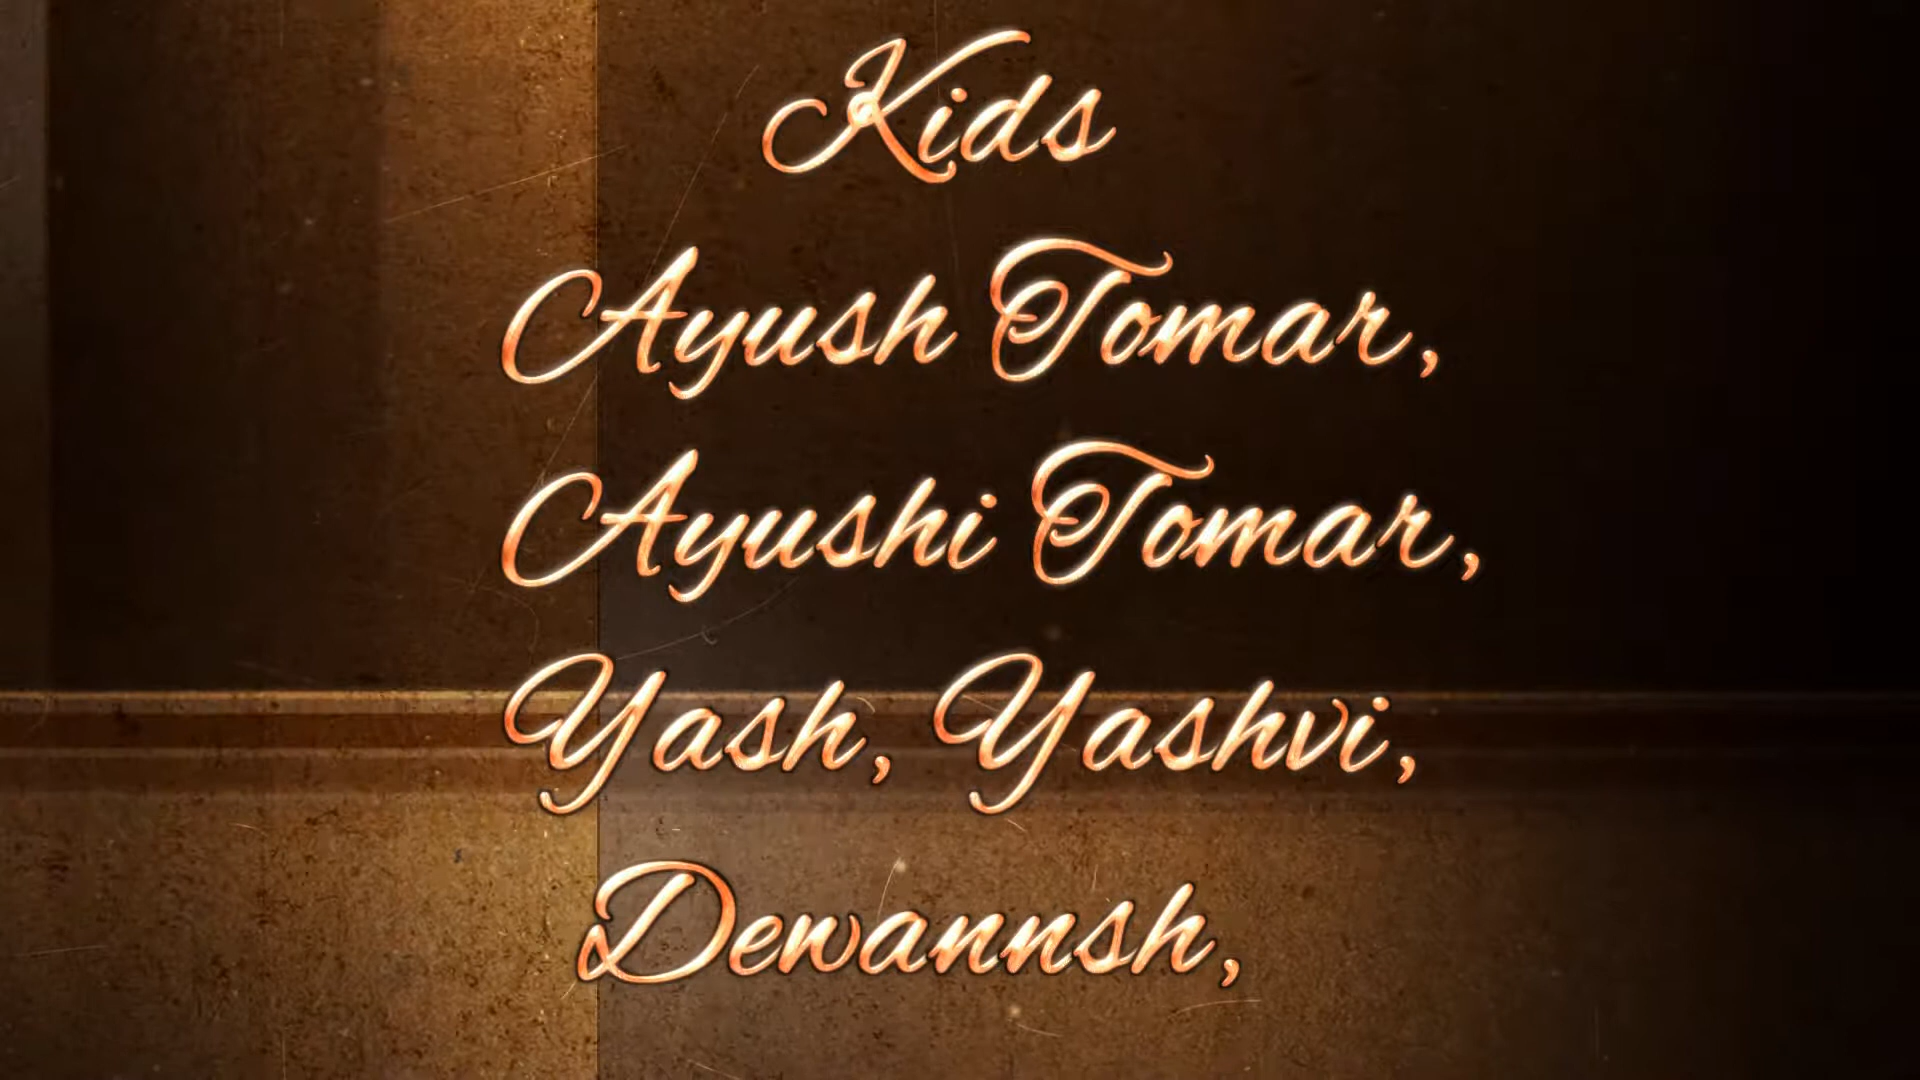 Kids
Ayush Tomar,
Ayushi Tomar,
Yash, Yashvi,
Dewannsh,